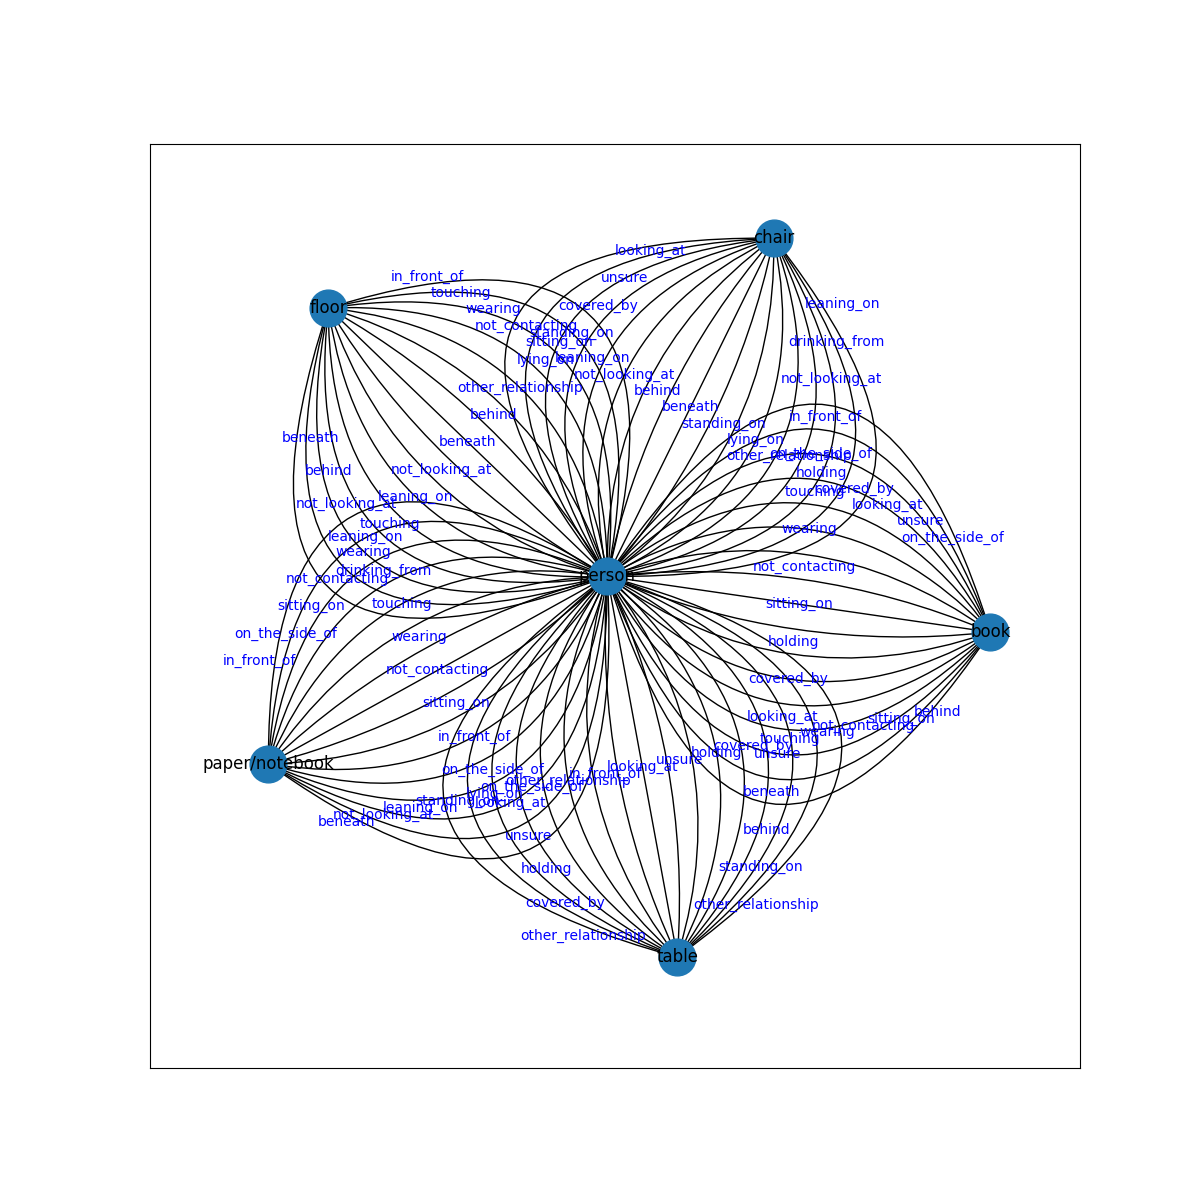 chair
looking_at
in_front_of
unsure
touching
leaning_on
covered_by
floor
wearing
not_contacting
standing_on
sitting_on
drinking_from
lying_on
leaning_on
not_looking_at
not_looking_at
other_relationship
behind
beneath
behind
in_front_of
standing_on
beneath
beneath
lying_on
other_relationship
on_the_side_of
behind
not_looking_at
holding
touching
covered_by
leaning_on
not_looking_at
looking_at
unsure
touching
wearing
leaning_on
on_the_side_of
wearing
not_contacting
drinking_from
person
not_contacting
sitting_on
touching
sitting_on
on_the_side_of
wearing
book
holding
in_front_of
not_contacting
covered_by
sitting_on
behind
looking_at
sitting_on
not_contacting
wearing
in_front_of
touching
covered_by
holding
unsure
unsure
paper/notebook
looking_at
on_the_side_of
in_front_of
other_relationship
on_the_side_of
lying_on
beneath
standing_on
looking_at
leaning_on
not_looking_at
beneath
behind
unsure
standing_on
holding
covered_by
other_relationship
other_relationship
table